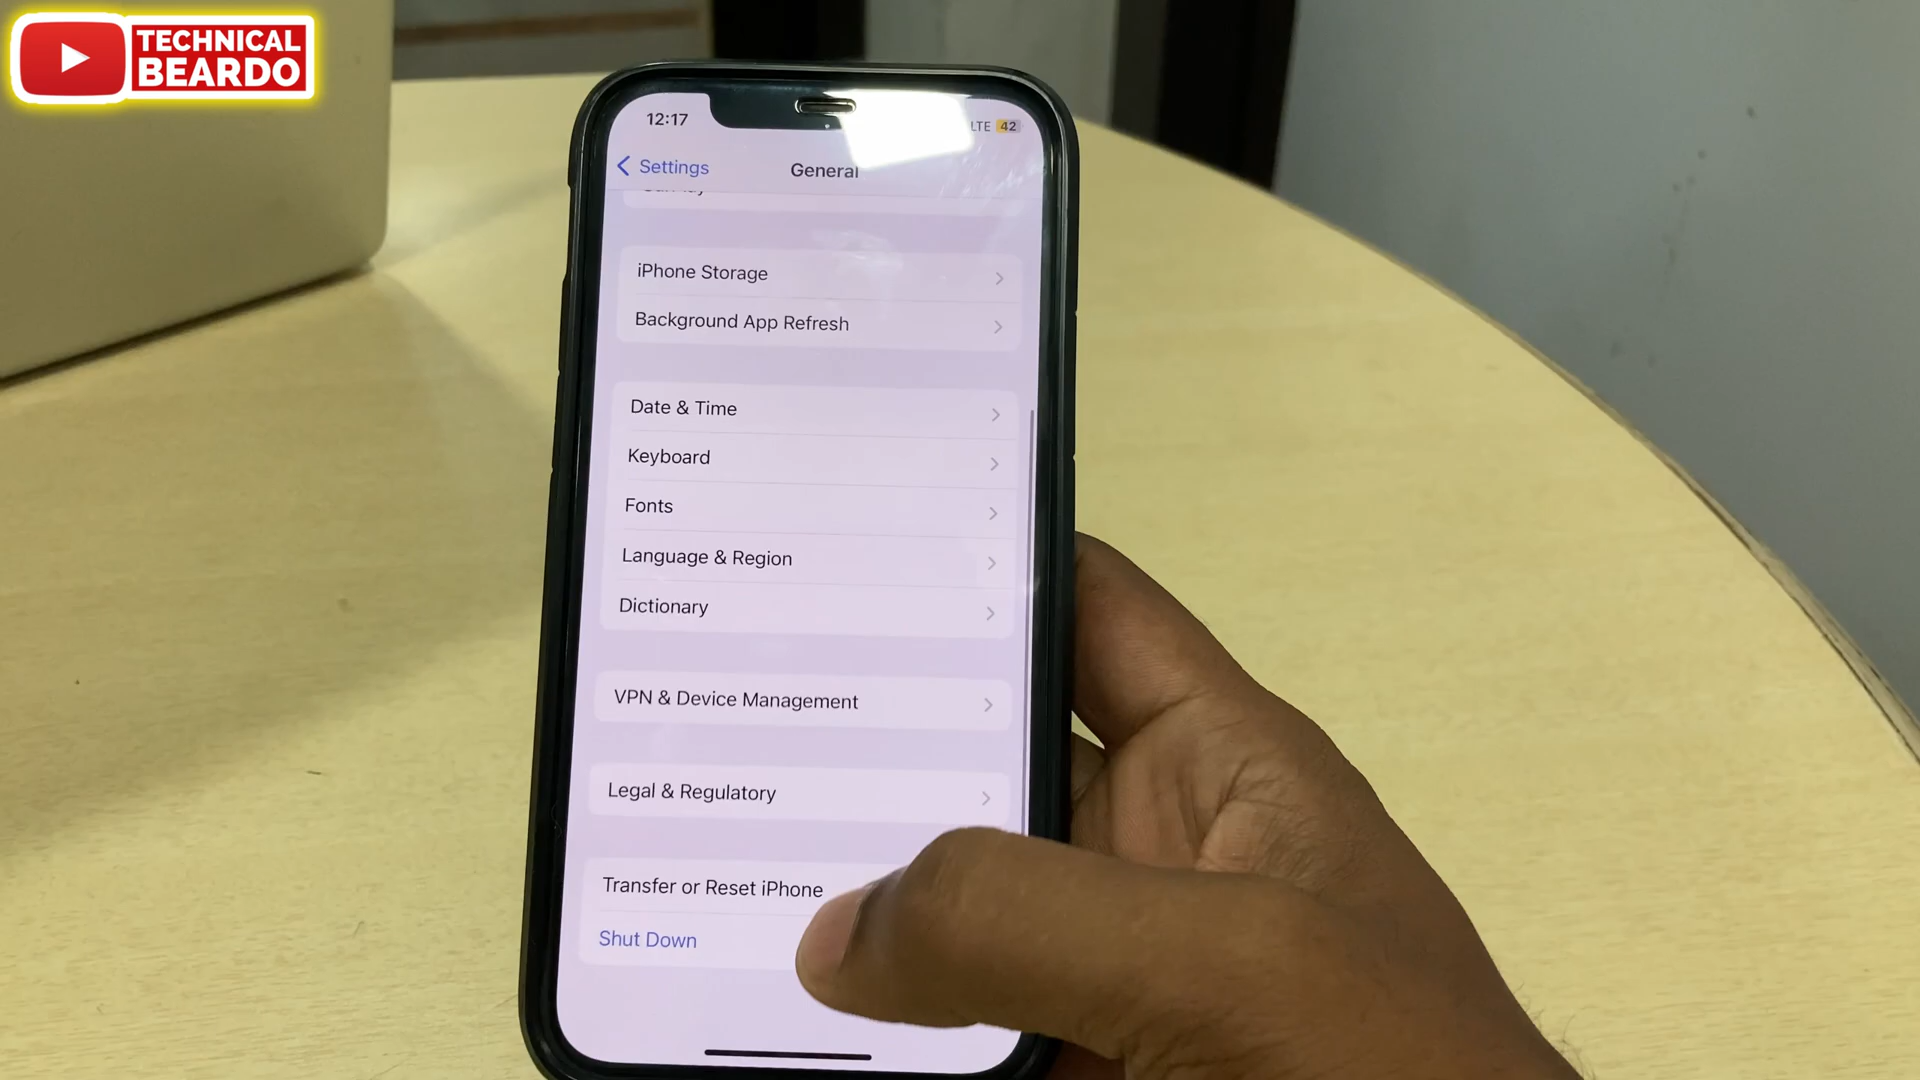 TECHNICAL
BEARDO
12:17
LTE 42
Settings
General
iPhone Storage
Background App Refresh
Date & Time
Keyboard
Fonts
Language & Region
Dictionary
VPN & Device Management
Legal & Regulatory
Transfer or Reset iPhone
Shut Down